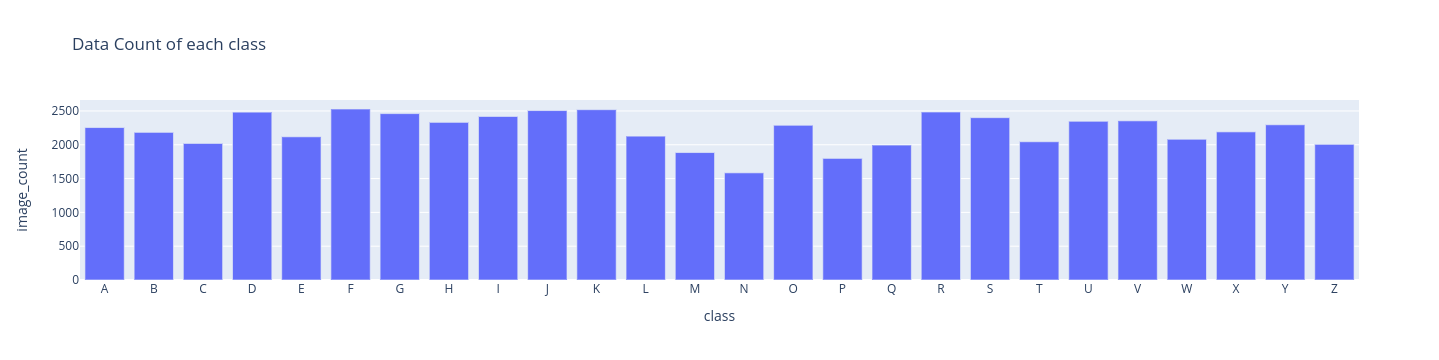 Data Count of each class
image_count
2500
2000
1500
1000
500
0
A B C D E F G H I J K L M N O P Q R S T U V W X Y Z
class